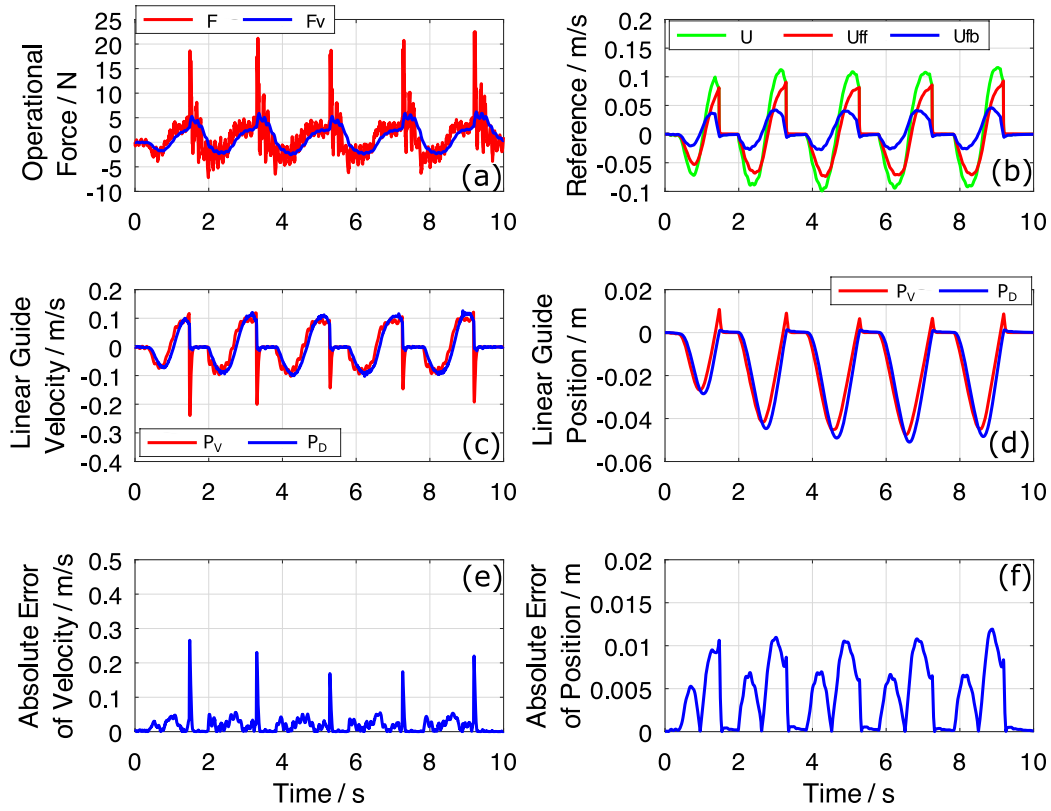 F Fv
25
20
15
10
5
0
-5
-10
Operational
Force / N
(a)
0 2 4 6 8 10
U Uff Ufb
0.2
0.15
0.1
0.05
0
-0.05
-0.1
Reference / m/s
(b)
0 2 4 6 8 10
0.2
0.1
0
-0.1
-0.2
-0.3
-0.4
Linear Guide
Velocity / m/s
PV PD
(c)
0 2 4 6 8 10
PV PD
0.02
0
-0.02
-0.04
-0.06
Linear Guide
Position / m
(d)
0 2 4 6 8 10
0.5
0.4
0.3
0.2
0.1
0
Absolute Error
of Velocity / m/s
(e)
0 2 4 6 8 10
Time / s
0.02
0.015
0.01
0.005
0
Absolute Error
of Position / m
(f)
0 2 4 6 8 10
Time / s